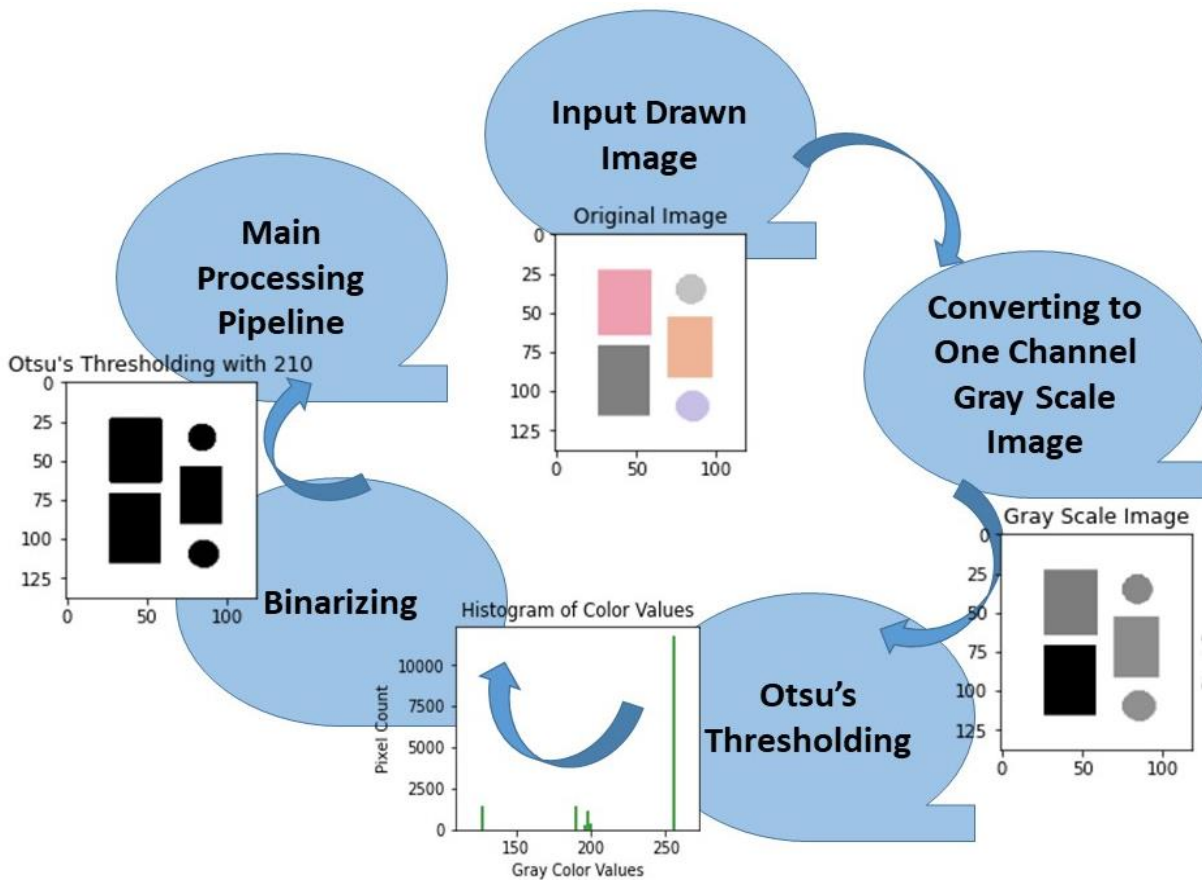 Input Drawn
Image
Original Image
0
25
50
75
100
125
0 50 100
Converting to
One Channel
Gray Scale
Image
Gray Scale Image
0
25
50
75
100
125
0 50 100
Otsu's
Thresholding
Histogram of Color Values
Pixel Count
10000
7500
5000
2500
0
150 200 250
Gray Color Values
Binarizing
Main
Processing
Pipeline
Otsu's Thresholding with 210
0
25
50
75
100
125
0 50 100